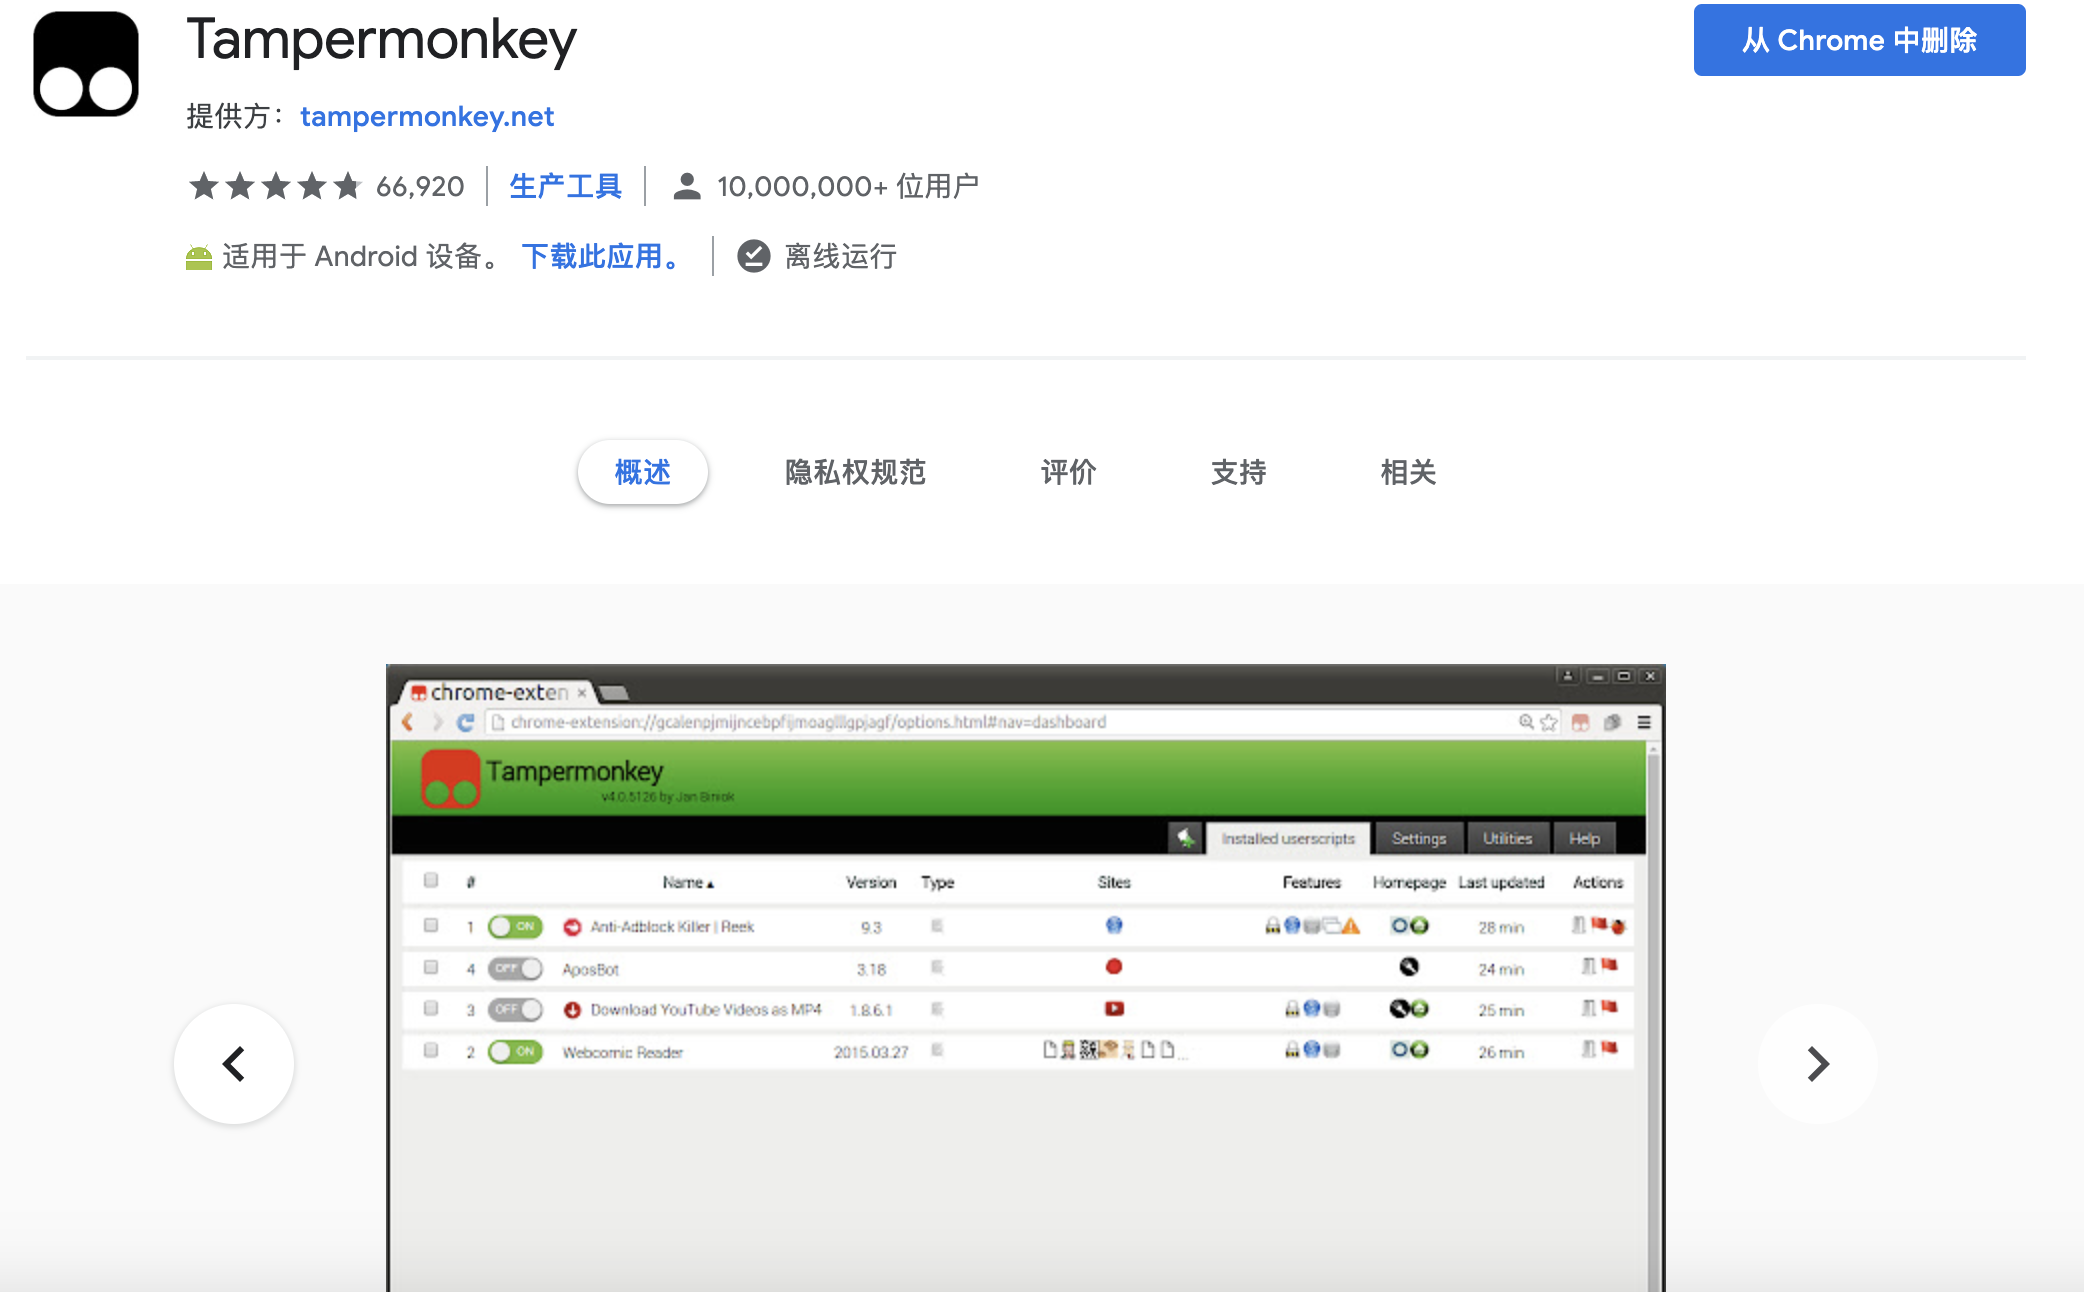 Tampermonkey
从 Chrome 中删除
提供方： tampermonkey.net
66,920 生产工具 10,000,000+ 位用户
适用于 Android 设备。 下载此应用。 离线运行
概述 隐私权规范 评价 支持 相关
chrome-exten ×
chrome-extension://gcalenpjmijncebpfijmoaglllgpjagf/options.html#nav=dashboard
Tampermonkey
v4.0.5126 by Jan Biniok
Installed userscripts Settings Utilities Help
# Name Version Type Sites Features Homepage Last updated Actions
1 ON Anti-Adblock Killer | Reek 9.3 28 min
4 OFF AposBot 3.18 24 min
3 OFF Download YouTube Videos as MP4 1.8.6.1 25 min
2 ON Webcomic Reader 2015.03.27 ... 26 min